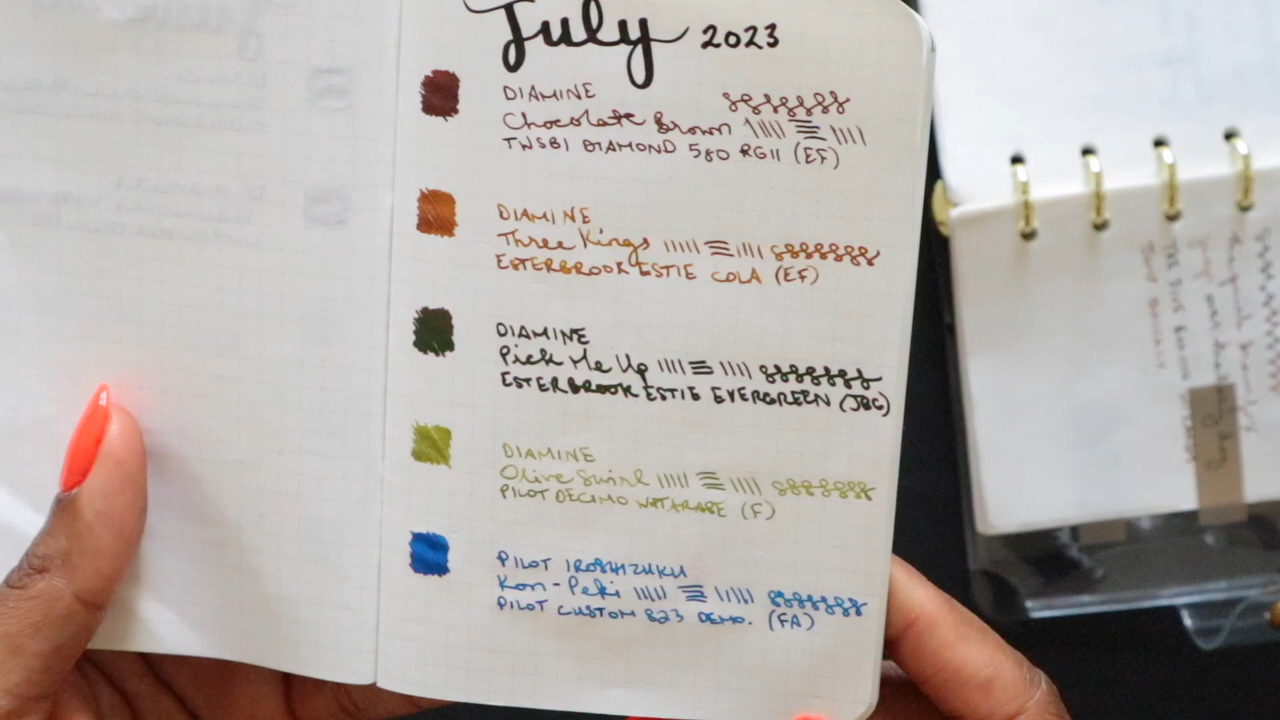 July 2023
DIAMINE
Chocolate Brown
TWSBI DIAMOND 580 RGII (EF)
DIAMINE
Three Kings
ESTERBROOK ESTIE COLA (EF)
DIAMINE
Pick Me Up
ESTERBROOK ESTIE EVERGREEN (JBG)
DIAMINE
Olive Swirl
PILOT DECIMO (F)
PILOT IROSHIZUKU
Kon-Peki
PILOT CUSTOM 823 DEMO. (FA)